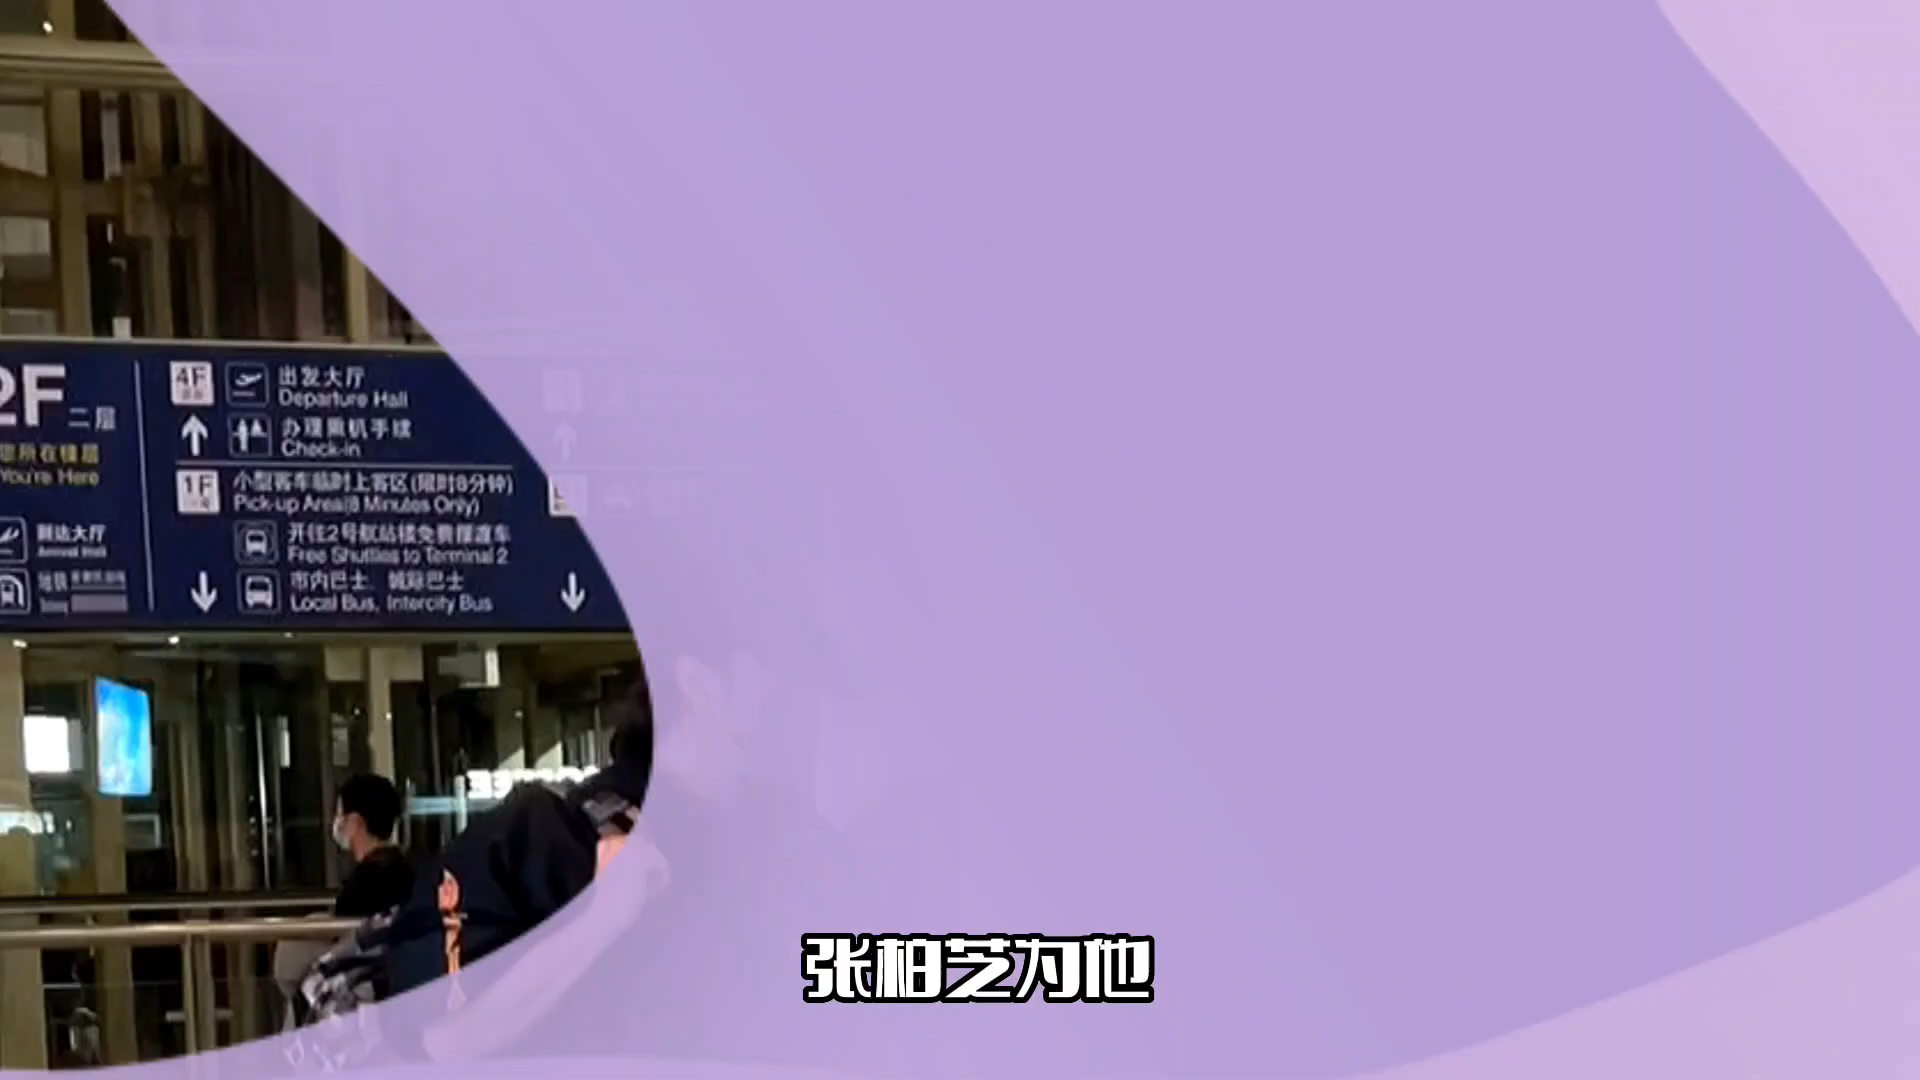 2F 二层
您所在楼层
You're Here
到达大厅
Arrival Hall
4F
出发大厅
Departure Hall
办理乘机手续
Check-in
1F
小型客车临时上客区(限时8分钟)
Pick-up Area(8 Minutes Only)
开往2号航站楼免费摆渡车
Free Shuttles to Terminal 2
市内巴士、城际巴士
Local Bus, Intercity Bus
张柏芝为他